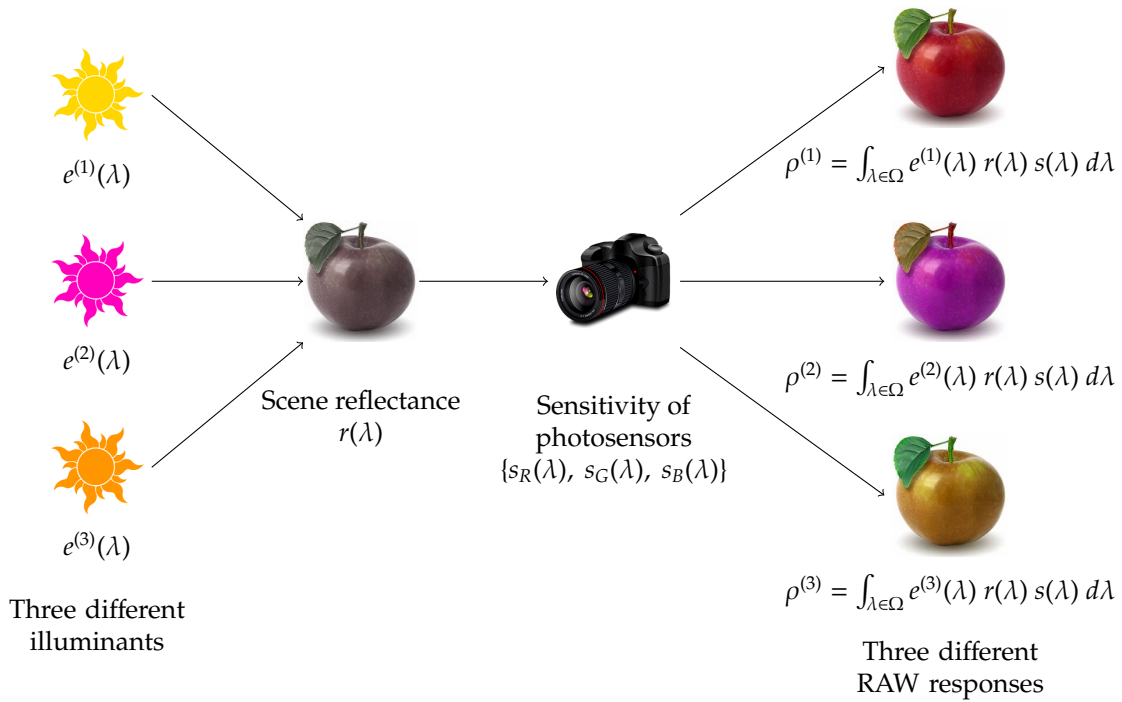 e⁽¹⁾(λ)
e⁽²⁾(λ)
e⁽³⁾(λ)
Three different
illuminants
Scene reflectance
r(λ)
Sensitivity of
photosensors
{s_R(λ), s_G(λ), s_B(λ)}
ρ⁽¹⁾ = ∫_{λ∈Ω} e⁽¹⁾(λ) r(λ) s(λ) dλ
ρ⁽²⁾ = ∫_{λ∈Ω} e⁽²⁾(λ) r(λ) s(λ) dλ
ρ⁽³⁾ = ∫_{λ∈Ω} e⁽³⁾(λ) r(λ) s(λ) dλ
Three different
RAW responses